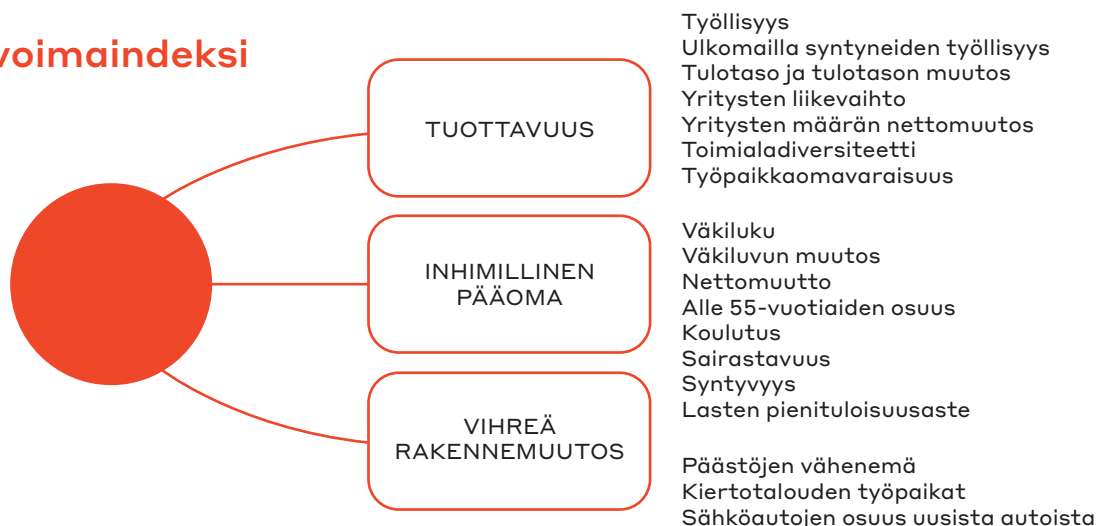 voimaindeksi
TUOTTAVUUS
Työllisyys
Ulkomailla syntyneiden työllisyys
Tulotaso ja tulotason muutos
Yritysten liikevaihto
Yritysten määrän nettomuutos
Toimialadiversiteetti
Työpaikkaomavaraisuus
INHIMILLINEN
PÄÄOMA
Väkiluku
Väkiluvun muutos
Nettomuutto
Alle 55-vuotiaiden osuus
Koulutus
Sairastavuus
Syntyvyys
Lasten pienituloisuusaste
VIHREÄ
RAKENNEMUUTOS
Päästöjen vähenemä
Kiertotalouden työpaikat
Sähköautojen osuus uusista autoista